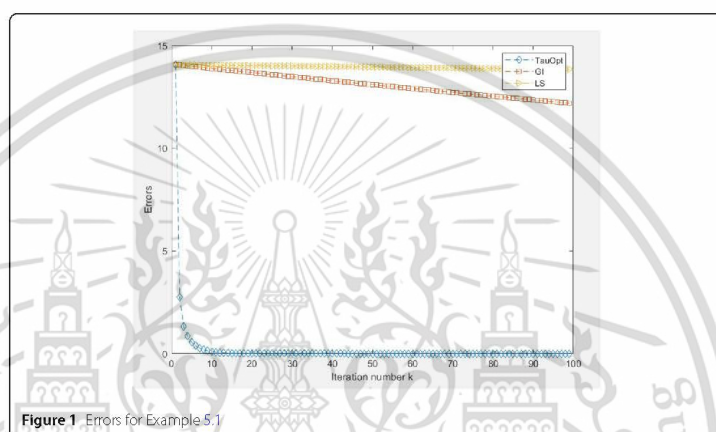 15
10
5
0
Errors
0 10 20 30 40 50 60 70 80 90 100
Iteration number k
TauOpt
GI
LS
Figure 1 Errors for Example 5.1